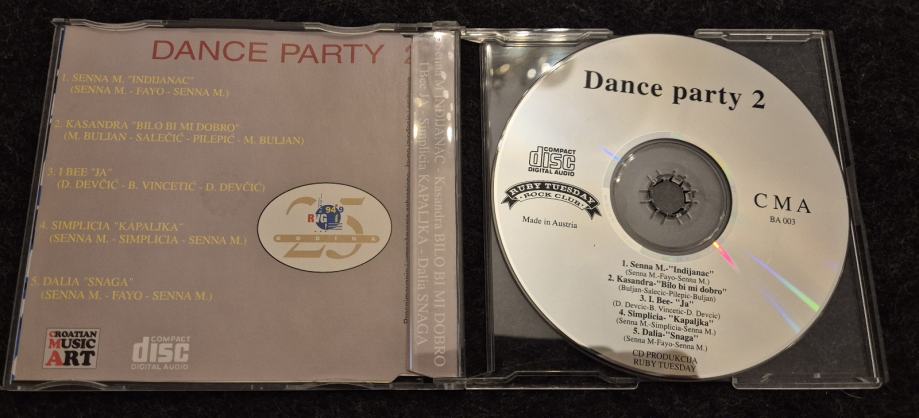 DANCE PARTY 2
1. SENNA M. "INDIJANAC"
(SENNA M. - FAYO - SENNA M.)
2. KASANDRA "BILO BI MI DOBRO"
(M. BULJAN - SALEČIĆ - PILEPIĆ - M. BULJAN)
3. I BEE "JA"
(D. DEVČIĆ - B. VINCETIĆ - D. DEVČIĆ)
4. SIMPLICIA "KAPALJKA"
(SENNA M. - SIMPLICIA - SENNA M.)
5. DALIA "SNAGA"
(SENNA M. - FAYO - SENNA M.)
94.9
25
GODINA
CROATIAN
MUSIC
ART
COMPACT
disc
DIGITAL AUDIO
INDIJANAC - Kasandra BILO BI MI DOBRO
I Bee JA - Simplicia KAPALJKA - Dalia SNAGA
Dance party 2
COMPACT
disc
DIGITAL AUDIO
RUBY TUESDAY
ROCK CLUB
Made in Austria
CMA
BA 003
1. Senna M.-"Indijanac"
(Senna M.-Fayo-Senna M.)
2. Kasandra-"Bilo bi mi dobro"
(Buljan-Salecic-Pilepic-Buljan)
3. I. Bee- "Ja"
(D. Devcic-B. Vincetic-D. Devcic)
4. Simplicia- "Kapaljka"
(Senna M.-Simplicia-Senna M.)
5. Dalia-"Snaga"
(Senna M-Fayo-Senna M.)
CD PRODUKCIJA
RUBY TUESDAY